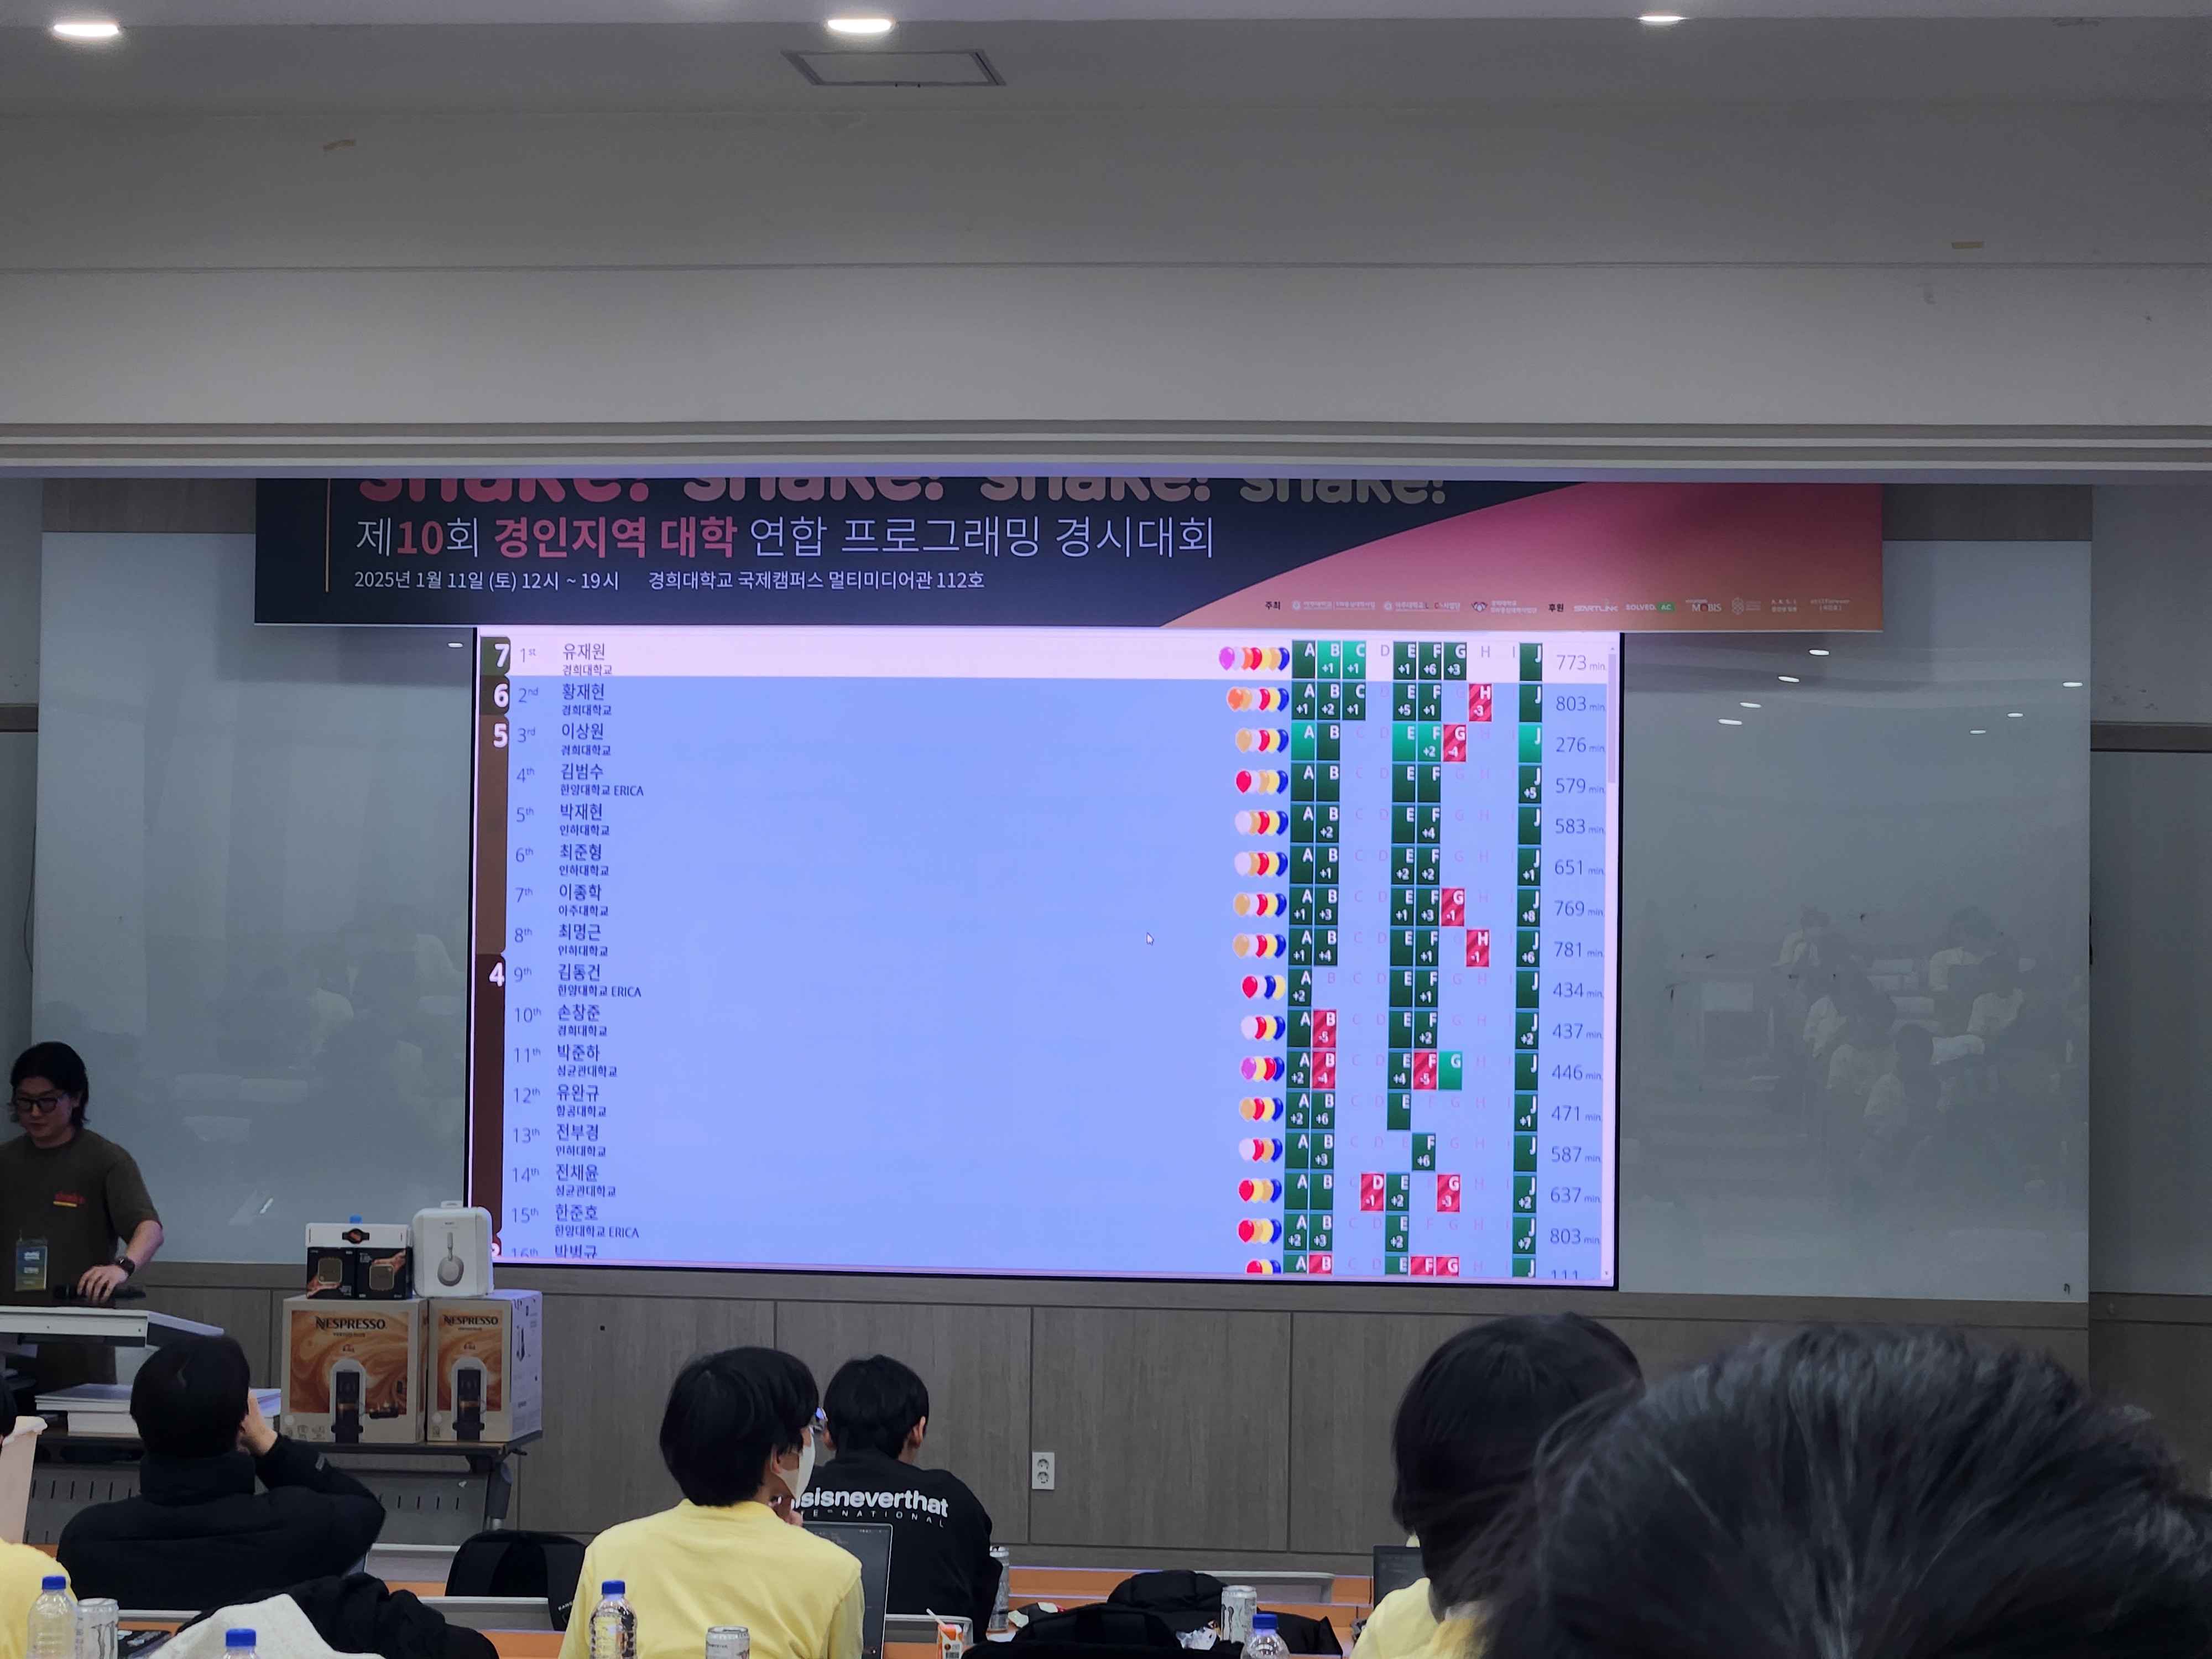 shake! shake! shake! shake!
제10회 경인지역 대학 연합 프로그래밍 경시대회
2025년 1월 11일 (토) 12시 ~ 19시 경희대학교 국제캠퍼스 멀티미디어관 112호
주최 후원 STARTLINK SOLVED.AC MOBIS
7 1st 유재원 A B C D E F G H I J 773 min
경희대학교 +1 +1 +1 +6 +3
6 2nd 황재현 A B C D E F G H J 803 min
경희대학교 +1 +2 +1 +5 +1 -3
5 3rd 이상원 A B C D E F G H J 276 min
경희대학교 +2 -4
4th 김범수 A B C D E F G H J 579 min
한양대학교 ERICA +5
5th 박재현 A B C D E F G H J 583 min
인하대학교 +2 +4
6th 최준형 A B C D E F G H J 651 min
인하대학교 +1 +2 +2 +1
7th 이종학 A B C D E F G H J 769 min
아주대학교 +1 +3 +1 +3 -1 +8
8th 최명근 A B C D E F G H J 781 min
인하대학교 +1 +4 +1 -1 +6
4 9th 김동건 A B C D E F G H J 434 min
한양대학교 ERICA +2 +1
10th 손창준 A B C D E F G H J 437 min
경희대학교 -5 +2 +2
11th 박준하 A B C D E F G H J 446 min
성균관대학교 +2 -4 +4 -5
12th 유완규 A B C D E F G H J 471 min
항공대학교 +2 +6 +1
13th 전부경 A B C D E F G H J 587 min
인하대학교 +3 +6
14th 전채윤 A B C D E F G H J 637 min
성균관대학교 -1 +2 -3 +2
15th 한준호 A B C D E F G H J 803 min
한양대학교 ERICA +2 +3 +2 +7
16th A B E F G J
NESPRESSO NESPRESSO
isisneverthat